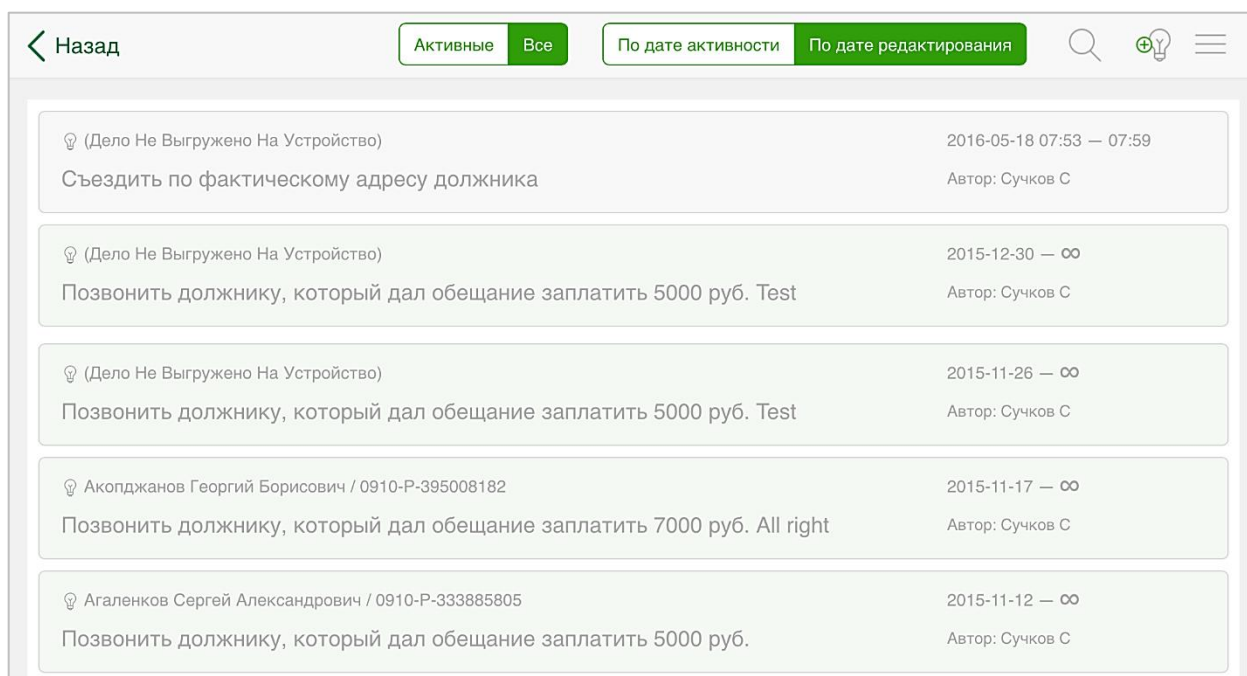 Назад
Активные Все По дате активности По дате редактирования
(Дело Не Выгружено На Устройство) 2016-05-18 07:53 — 07:59
Съездить по фактическому адресу должника Автор: Сучков С
(Дело Не Выгружено На Устройство) 2015-12-30 — ∞
Позвонить должнику, который дал обещание заплатить 5000 руб. Test Автор: Сучков С
(Дело Не Выгружено На Устройство) 2015-11-26 — ∞
Позвонить должнику, который дал обещание заплатить 5000 руб. Test Автор: Сучков С
Акопджанов Георгий Борисович / 0910-P-395008182 2015-11-17 — ∞
Позвонить должнику, который дал обещание заплатить 7000 руб. All right Автор: Сучков С
Агаленков Сергей Александрович / 0910-P-333885805 2015-11-12 — ∞
Позвонить должнику, который дал обещание заплатить 5000 руб. Автор: Сучков С